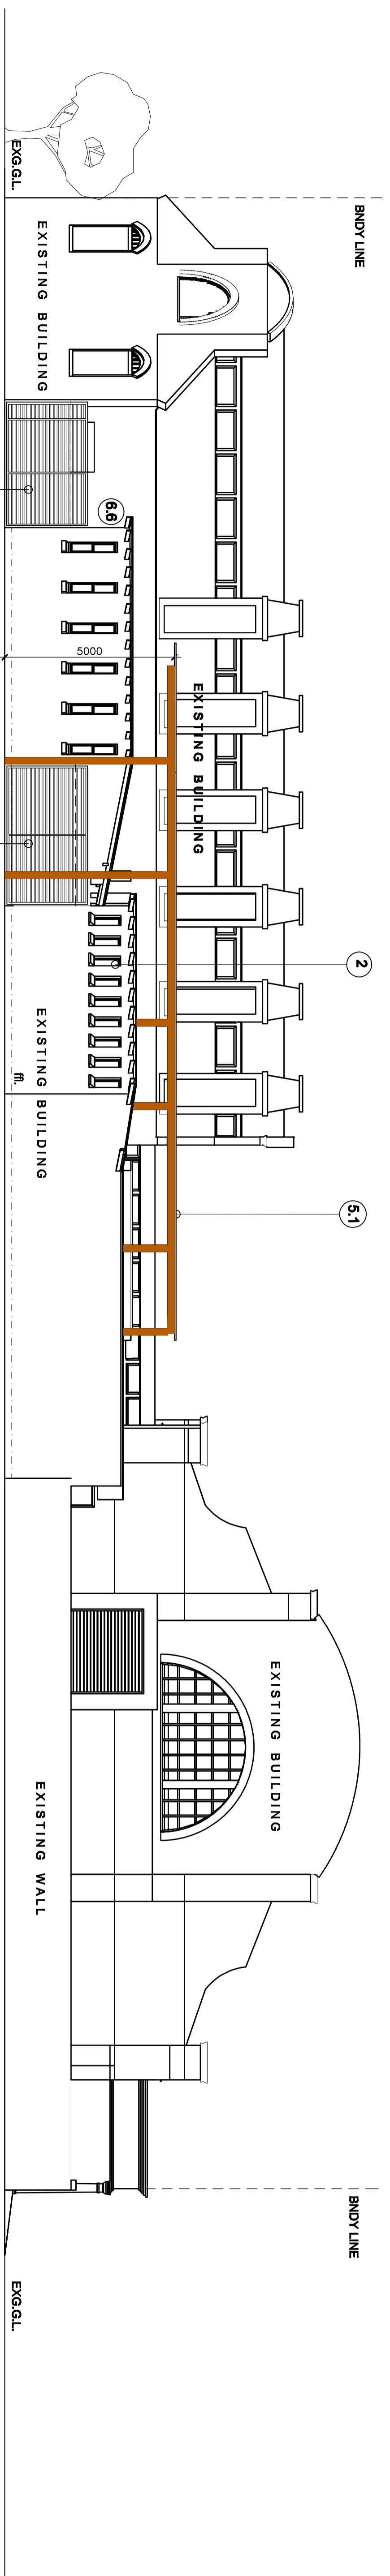 BNDY LINE
EXG.G.L.
EXISTING BUILDING
6.6
5000
EXISTING BUILDING
2
EXISTING BUILDING
ffl.
5.1
EXISTING BUILDING
EXISTING WALL
BNDY LINE
EXG.G.L.